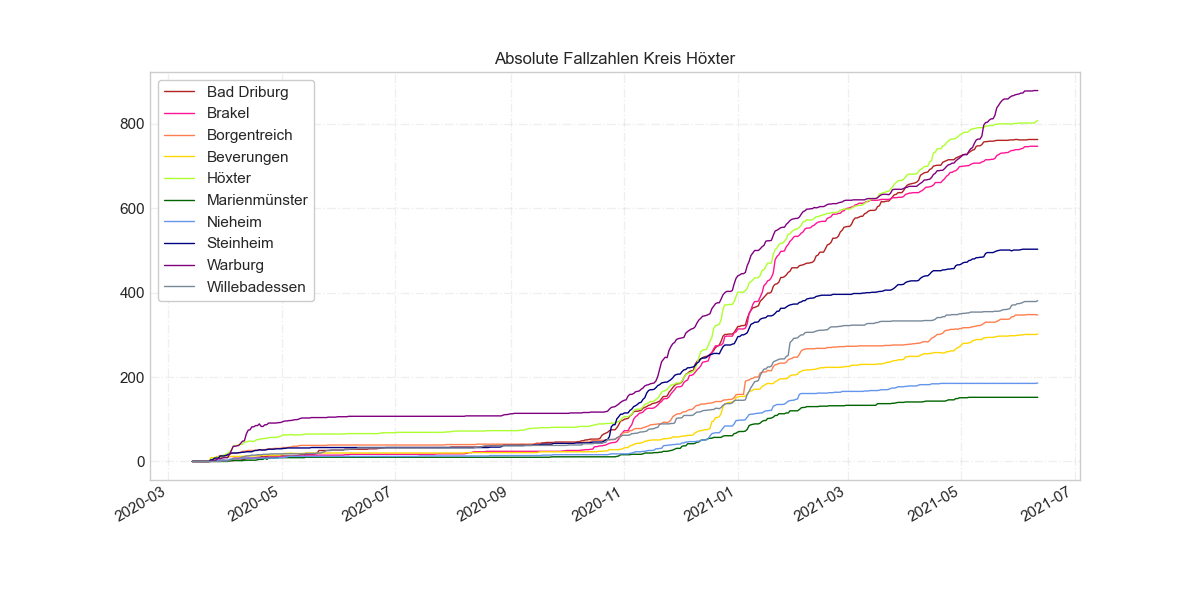 Absolute Fallzahlen Kreis Höxter
Bad Driburg
Brakel
Borgentreich
Beverungen
Höxter
Marienmünster
Nieheim
Steinheim
Warburg
Willebadessen
800
600
400
200
0
2020-03
2020-05
2020-07
2020-09
2020-11
2021-01
2021-03
2021-05
2021-07